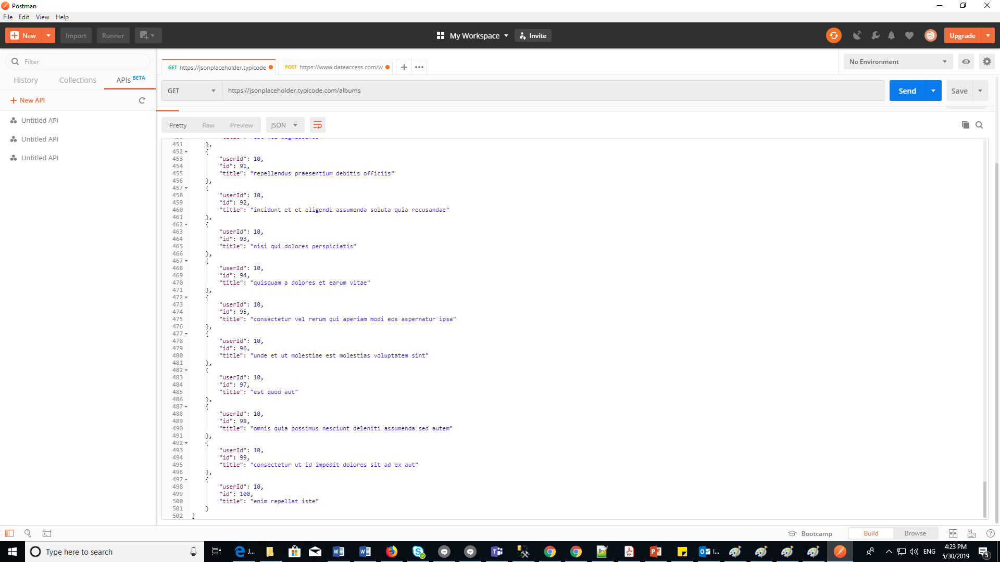 Postman
File Edit View Help
New Import Runner My Workspace Invite Upgrade
Filter
History Collections APIs BETA
New API
Untitled API
Untitled API
Untitled API
GET https://jsonplaceholder.typicode POST https://www.dataaccess.com/w No Environment
GET https://jsonplaceholder.typicode.com/albums Send Save
Pretty Raw Preview JSON
451 },
452 {
453 "userId": 10,
454 "id": 91,
455 "title": "repellendus praesentium debitis officiis"
456 },
457 {
458 "userId": 10,
459 "id": 92,
460 "title": "incidunt et et eligendi assumenda soluta quia recusandae"
461 },
462 {
463 "userId": 10,
464 "id": 93,
465 "title": "nisi qui dolores perspiciatis"
466 },
467 {
468 "userId": 10,
469 "id": 94,
470 "title": "quisquam a dolores et earum vitae"
471 },
472 {
473 "userId": 10,
474 "id": 95,
475 "title": "consectetur vel rerum qui aperiam modi eos aspernatur ipsa"
476 },
477 {
478 "userId": 10,
479 "id": 96,
480 "title": "unde et ut molestiae est molestias voluptatem sint"
481 },
482 {
483 "userId": 10,
484 "id": 97,
485 "title": "est quod aut"
486 },
487 {
488 "userId": 10,
489 "id": 98,
490 "title": "omnis quia possimus nesciunt deleniti assumenda sed autem"
491 },
492 {
493 "userId": 10,
494 "id": 99,
495 "title": "consectetur ut id impedit dolores sit ad ex aut"
496 },
497 {
498 "userId": 10,
499 "id": 100,
500 "title": "enim repellat iste"
501 }
502 ]
Bootcamp Build Browse
Type here to search J... I... ENG 4:23 PM
5/30/2019 5